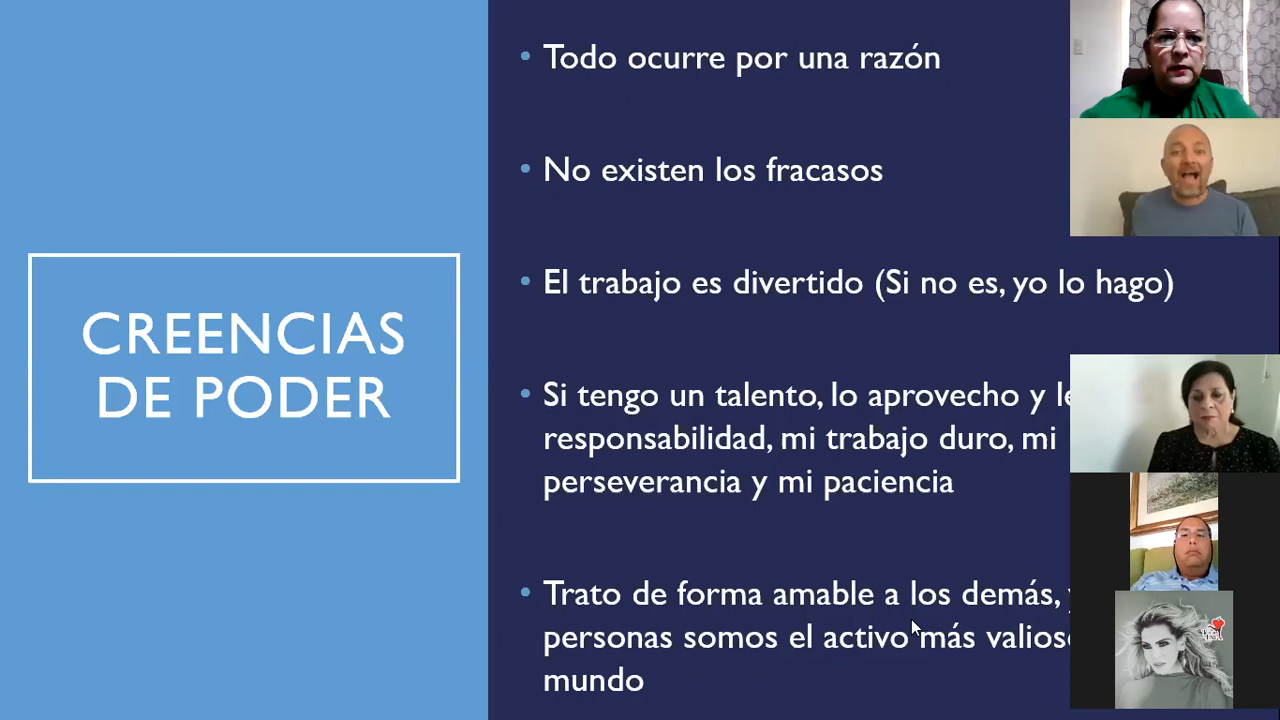 CREENCIAS
DE PODER
• Todo ocurre por una razón
• No existen los fracasos
• El trabajo es divertido (Si no es, yo lo hago)
• Si tengo un talento, lo aprovecho y
responsabilidad, mi trabajo duro, mi
perseverancia y mi paciencia
• Trato de forma amable a los demás,
personas somos el activo más
mundo